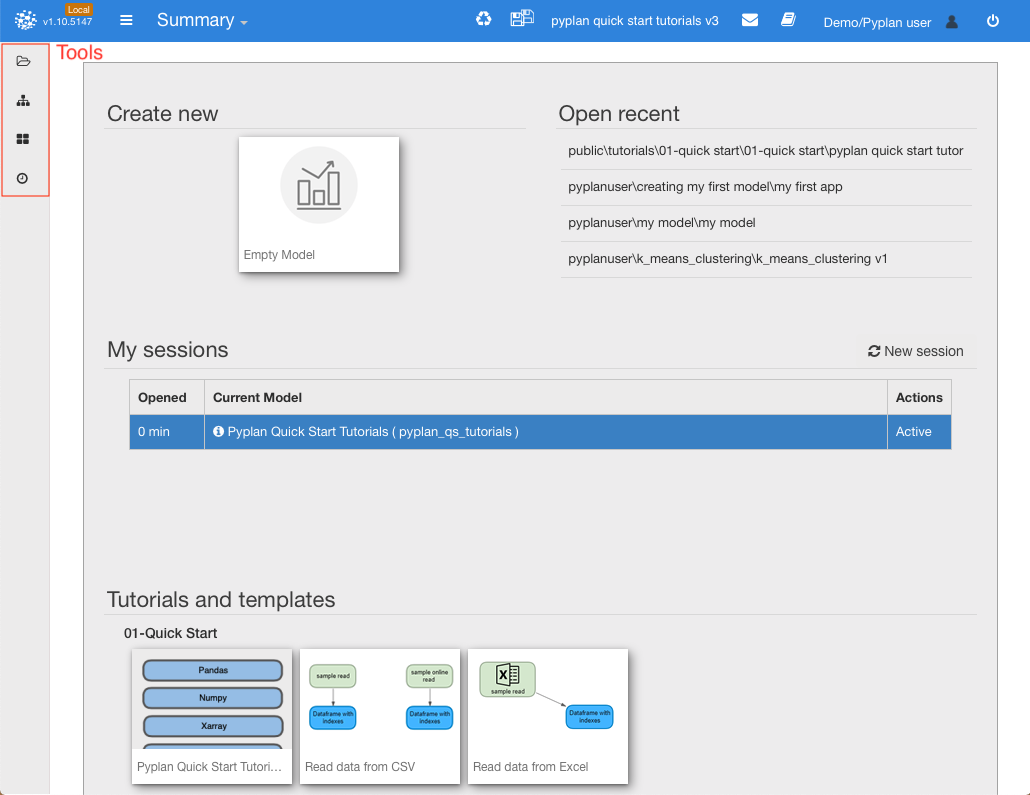 Local
v1.10.5147
Summary
pyplan quick start tutorials v3
Demo/Pyplan user
Tools
Create new
Empty Model
Open recent
public\tutorials\01-quick start\01-quick start\pyplan quick start tutor
pyplanuser\creating my first model\my first app
pyplanuser\my model\my model
pyplanuser\k_means_clustering\k_means_clustering v1
My sessions
New session
Opened Current Model Actions
0 min Pyplan Quick Start Tutorials ( pyplan_qs_tutorials ) Active
Tutorials and templates
01-Quick Start
Pandas
Numpy
Xarray
Pyplan Quick Start Tutori...
sample read
Dataframe with
indexes
sample online
read
Dataframe with
indexes
Read data from CSV
sample read
Dataframe with
indexes
Read data from Excel